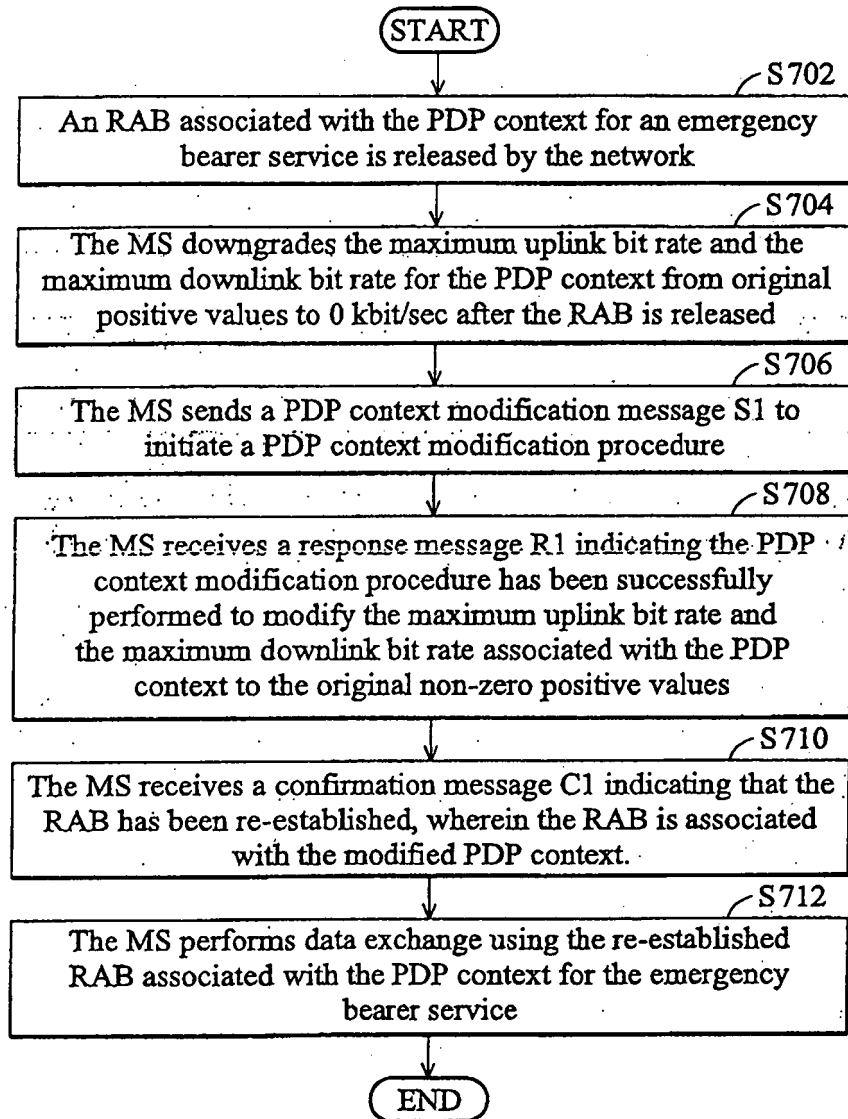 START
S702
An RAB associated with the PDP context for an emergency
bearer service is released by the network
S704
The MS downgrades the maximum uplink bit rate and the
maximum downlink bit rate for the PDP context from original
positive values to 0 kbit/sec after the RAB is released
S706
The MS sends a PDP context modification message S1 to
initiate a PDP context modification procedure
S708
The MS receives a response message R1 indicating the PDP
context modification procedure has been successfully
performed to modify the maximum uplink bit rate and
the maximum downlink bit rate associated with the PDP
context to the original non-zero positive values
S710
The MS receives a confirmation message C1 indicating that the
RAB has been re-established, wherein the RAB is associated
with the modified PDP context.
S712
The MS performs data exchange using the re-established
RAB associated with the PDP context for the emergency
bearer service
END